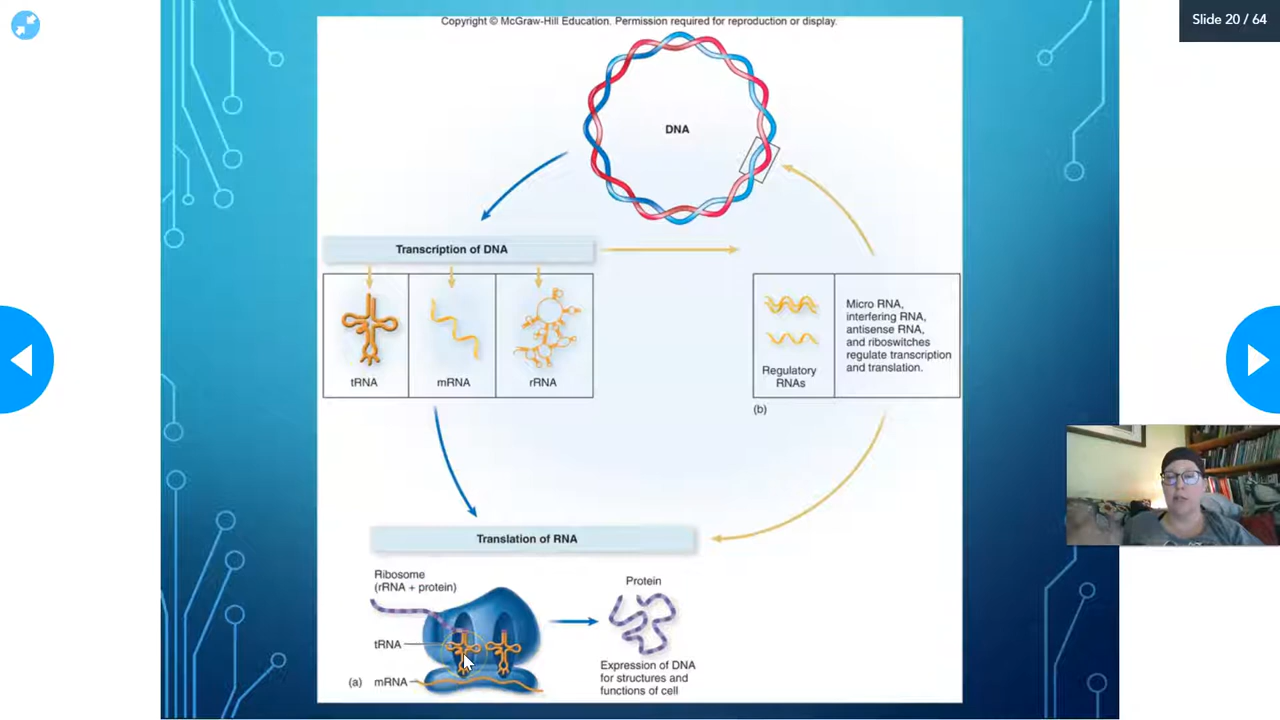 Copyright © McGraw-Hill Education. Permission required for reproduction or display.
Slide 20 / 64
DNA
Transcription of DNA
tRNA
mRNA
rRNA
Regulatory
RNAs
Micro RNA,
interfering RNA,
antisense RNA,
and riboswitches
regulate transcription
and translation.
(b)
Translation of RNA
Ribosome
(rRNA + protein)
tRNA
(a) mRNA
Protein
Expression of DNA
for structures and
functions of cell